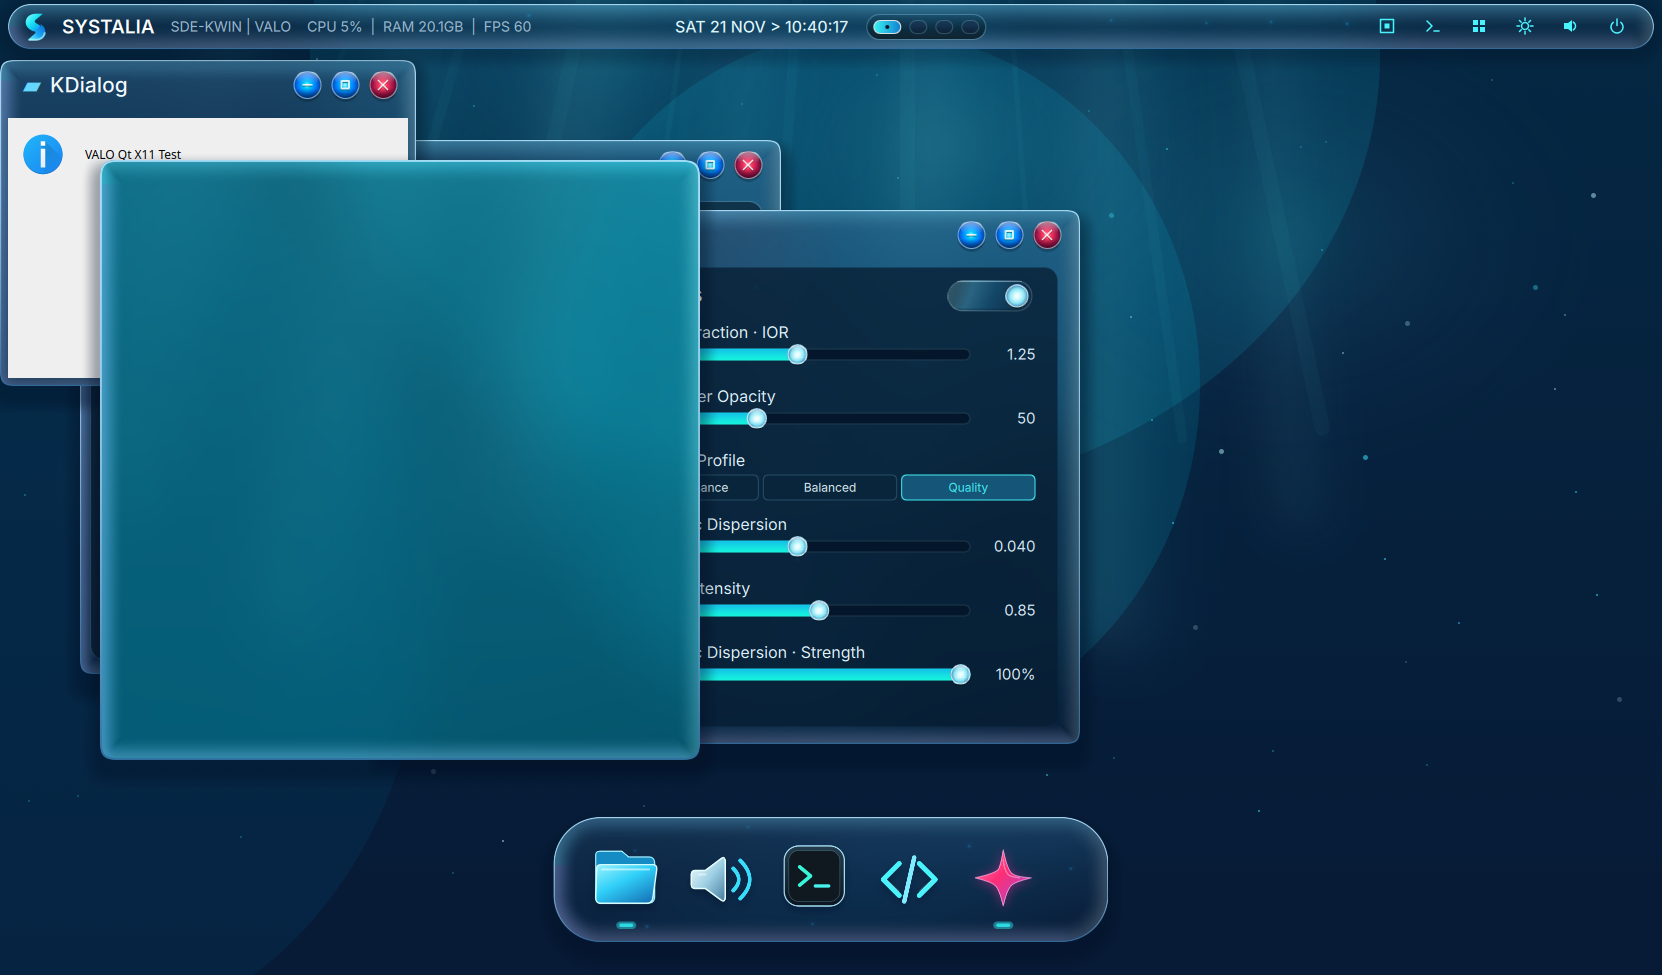 SYSTALIA SDE-KWIN | VALO CPU 5% | RAM 20.1GB | FPS 60 SAT 21 NOV > 10:40:17
KDialog
VALO Qt X11 Test
raction · IOR 1.25
er Opacity 50
Profile
ance Balanced Quality
c Dispersion 0.040
tensity 0.85
c Dispersion · Strength 100%